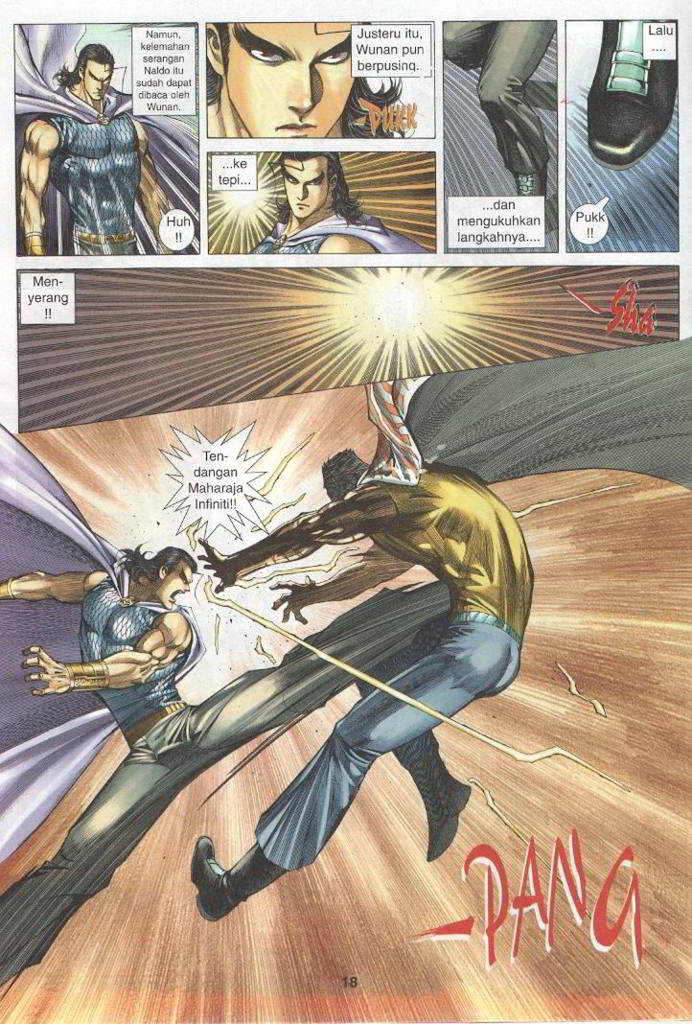 Namun,
kelemahan
serangan
Naldo itu
sudah dapat
dibaca oleh
Wunan.
Huh
!!
Justeru itu,
Wunan pun
berpusing.
PUKK
...ke
tepi...
...dan
mengukuhkan
langkahnya....
Lalu
....
Pukk
!!
Men-
yerang
!!
Sha
Ten-
dangan
Maharaja
Infiniti!!
PANG
18